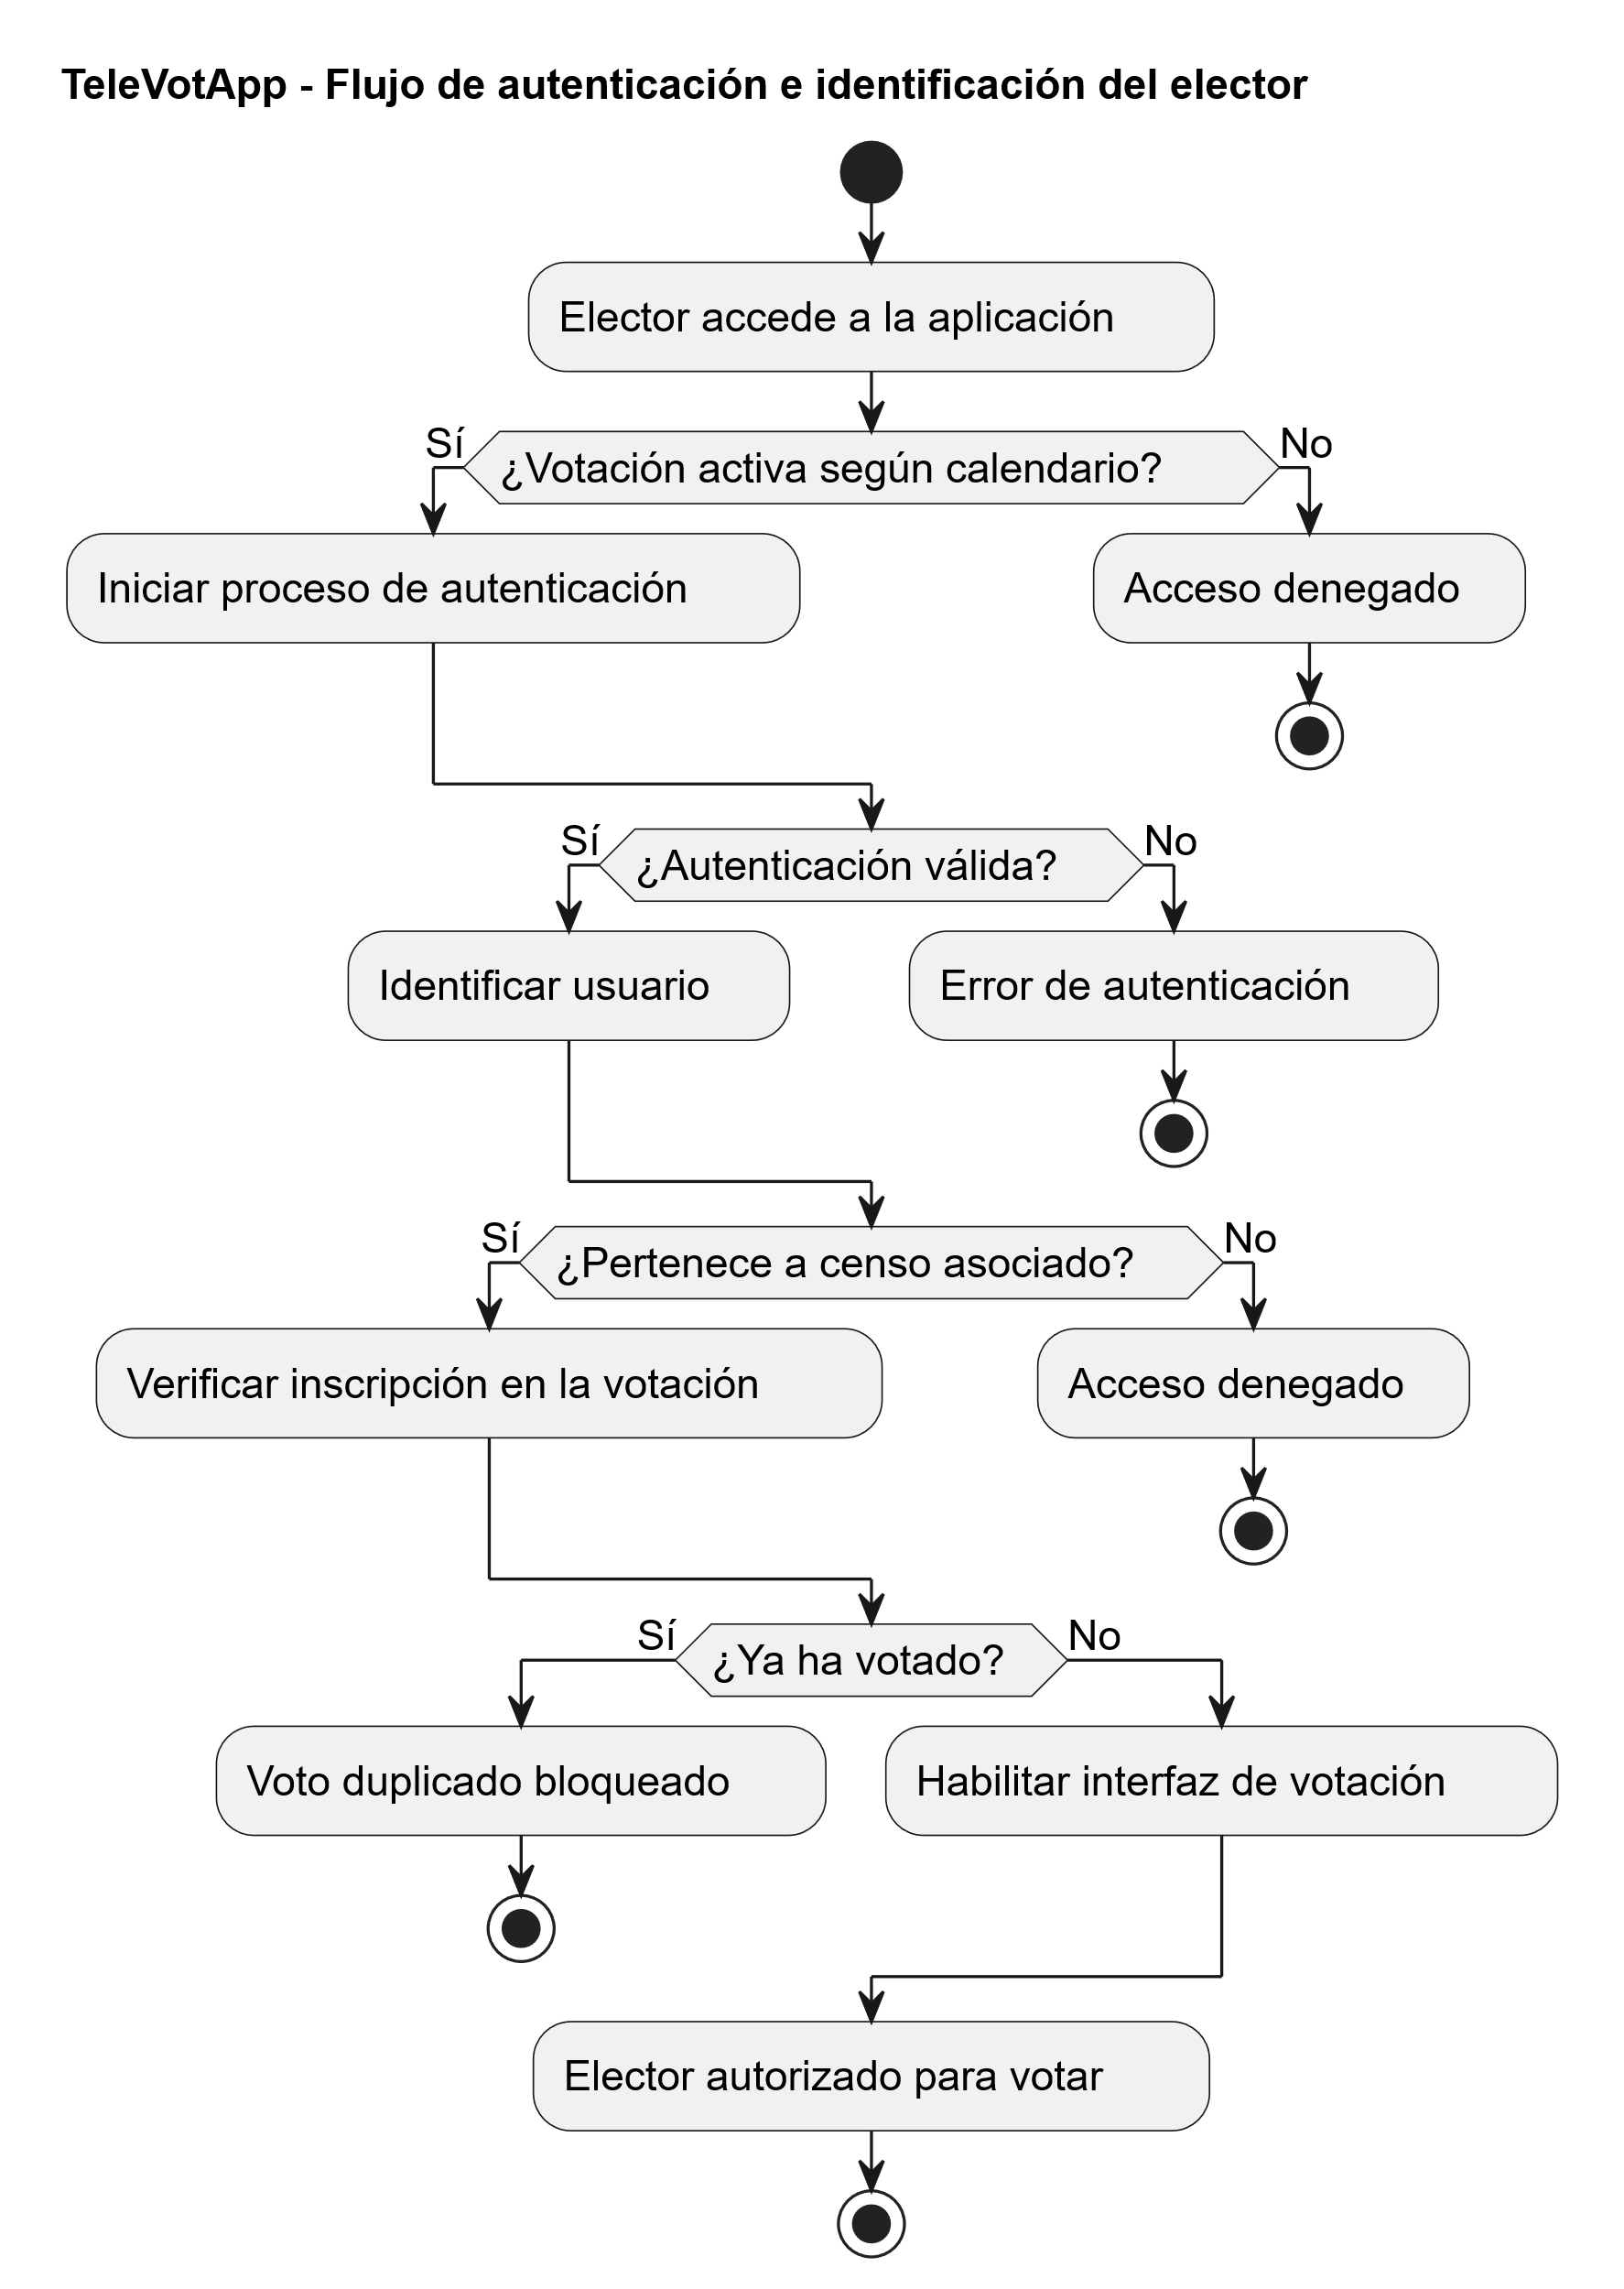 TeleVotApp - Flujo de autenticación e identificación del elector
Elector accede a la aplicación
Sí
¿Votación activa según calendario?
No
Iniciar proceso de autenticación
Acceso denegado
Sí
¿Autenticación válida?
No
Identificar usuario
Error de autenticación
Sí
¿Pertenece a censo asociado?
No
Verificar inscripción en la votación
Acceso denegado
Sí
¿Ya ha votado?
No
Voto duplicado bloqueado
Habilitar interfaz de votación
Elector autorizado para votar